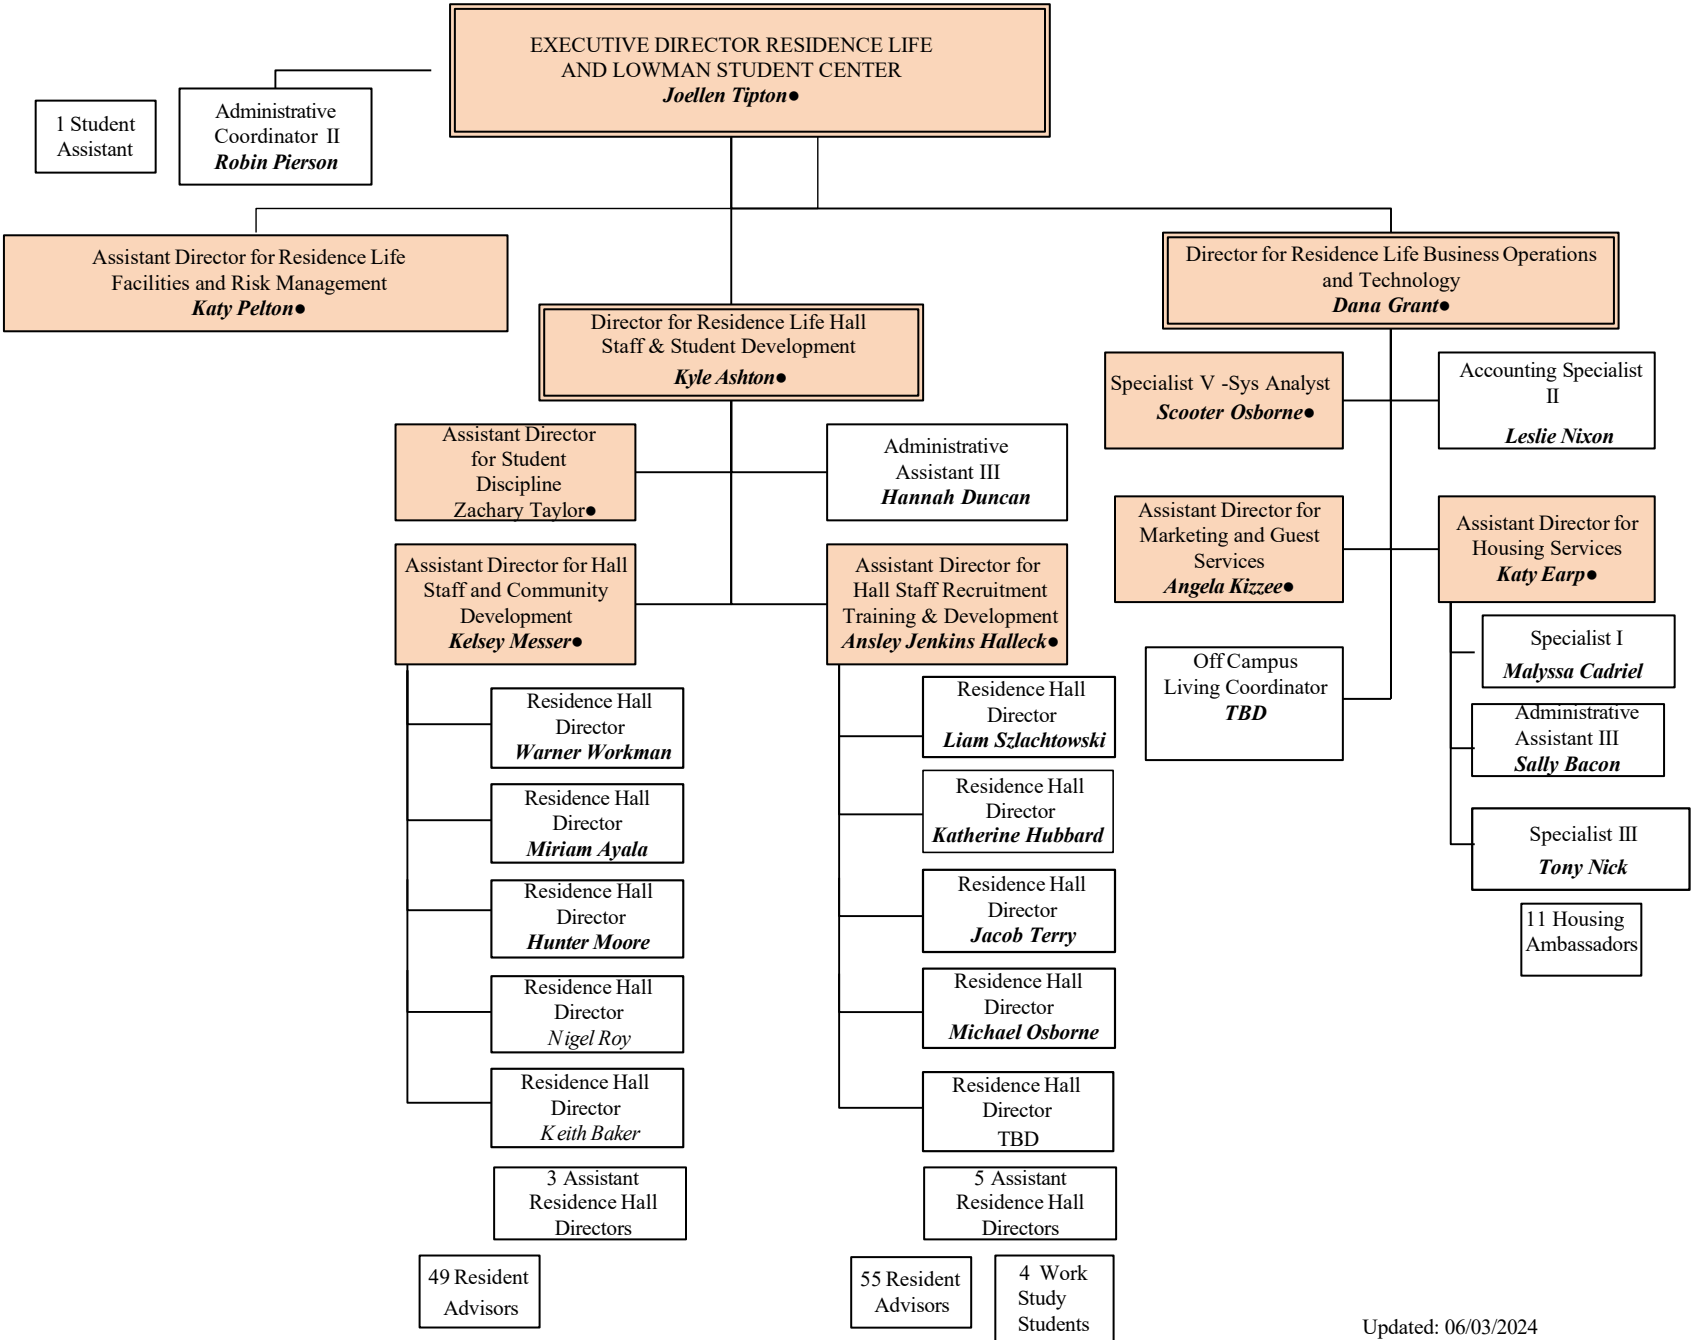 EXECUTIVE DIRECTOR RESIDENCE LIFE
AND LOWMAN STUDENT CENTER
Joellen Tipton●
1 Student
Assistant
Administrative
Coordinator II
Robin Pierson
Assistant Director for Residence Life
Facilities and Risk Management
Katy Pelton●
Director for Residence Life Hall
Staff & Student Development
Kyle Ashton●
Director for Residence Life Business Operations
and Technology
Dana Grant●
Assistant Director
for Student
Discipline
Zachary Taylor●
Administrative
Assistant III
Hannah Duncan
Assistant Director for Hall
Staff and Community
Development
Kelsey Messer●
Assistant Director for
Hall Staff Recruitment
Training & Development
Ansley Jenkins Halleck●
Residence Hall
Director
Warner Workman
Residence Hall
Director
Miriam Ayala
Residence Hall
Director
Hunter Moore
Residence Hall
Director
Nigel Roy
Residence Hall
Director
Keith Baker
3 Assistant
Residence Hall
Directors
49 Resident
Advisors
Residence Hall
Director
Liam Szlachtowski
Residence Hall
Director
Katherine Hubbard
Residence Hall
Director
Jacob Terry
Residence Hall
Director
Michael Osborne
Residence Hall
Director
TBD
5 Assistant
Residence Hall
Directors
55 Resident
Advisors
4 Work
Study
Students
Specialist V -Sys Analyst
Scooter Osborne●
Accounting Specialist
II
Leslie Nixon
Assistant Director for
Marketing and Guest
Services
Angela Kizzee●
Assistant Director for
Housing Services
Katy Earp●
Off Campus
Living Coordinator
TBD
Specialist I
Malyssa Cadriel
Administrative
Assistant III
Sally Bacon
Specialist III
Tony Nick
11 Housing
Ambassadors
Updated: 06/03/2024